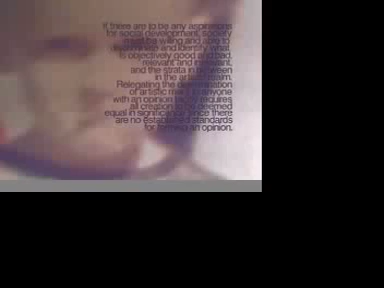 If there are to be any aspirations
for social development, society
must be willing and able to
discriminate and identify what
is objectively good and bad,
relevant and irrelevant,
and the strata in between
in the artistic realm.
Relegating the determination
of artistic merit to anyone
with an opinion requires
all creation to be deemed
equal in significance since there
are no established standards
for forming an opinion.